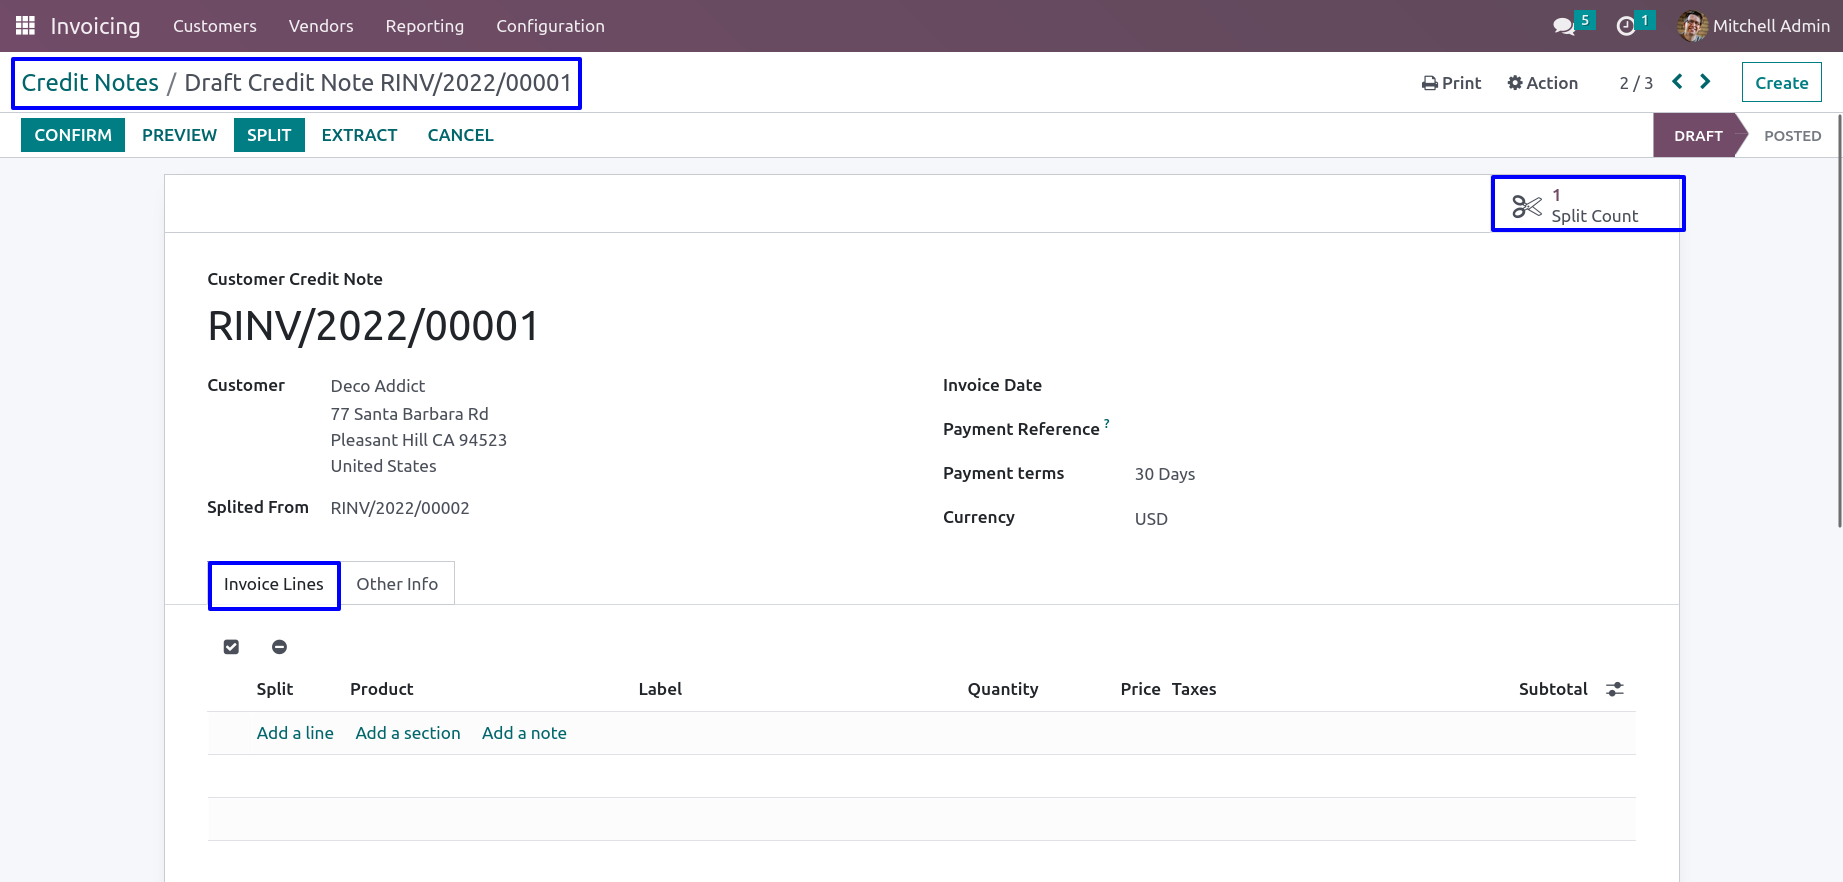 Invoicing Customers Vendors Reporting Configuration 5 1 Mitchell Admin
Credit Notes / Draft Credit Note RINV/2022/00001 Print Action 2 / 3 Create
CONFIRM PREVIEW SPLIT EXTRACT CANCEL DRAFT POSTED
1
Split Count
Customer Credit Note
RINV/2022/00001
Customer Deco Addict Invoice Date
77 Santa Barbara Rd
Payment Reference ?
Pleasant Hill CA 94523
United States
Payment terms 30 Days
Splited From RINV/2022/00002
Currency USD
Invoice Lines Other Info
Split Product Label Quantity Price Taxes Subtotal
Add a line Add a section Add a note